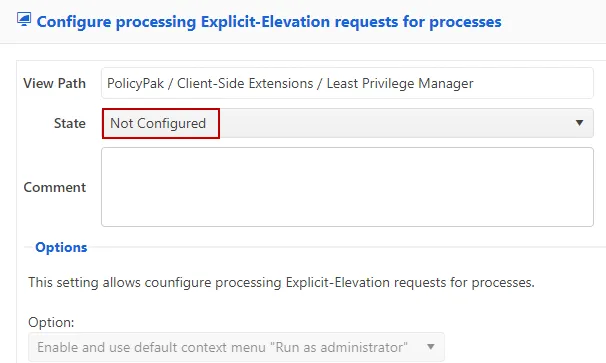 Configure processing Explicit-Elevation requests for processes
View Path PolicyPak / Client-Side Extensions / Least Privilege Manager
State Not Configured
Comment
Options
This setting allows counfigure processing Explicit-Elevation requests for processes.
Option:
Enable and use default context menu "Run as administrator"